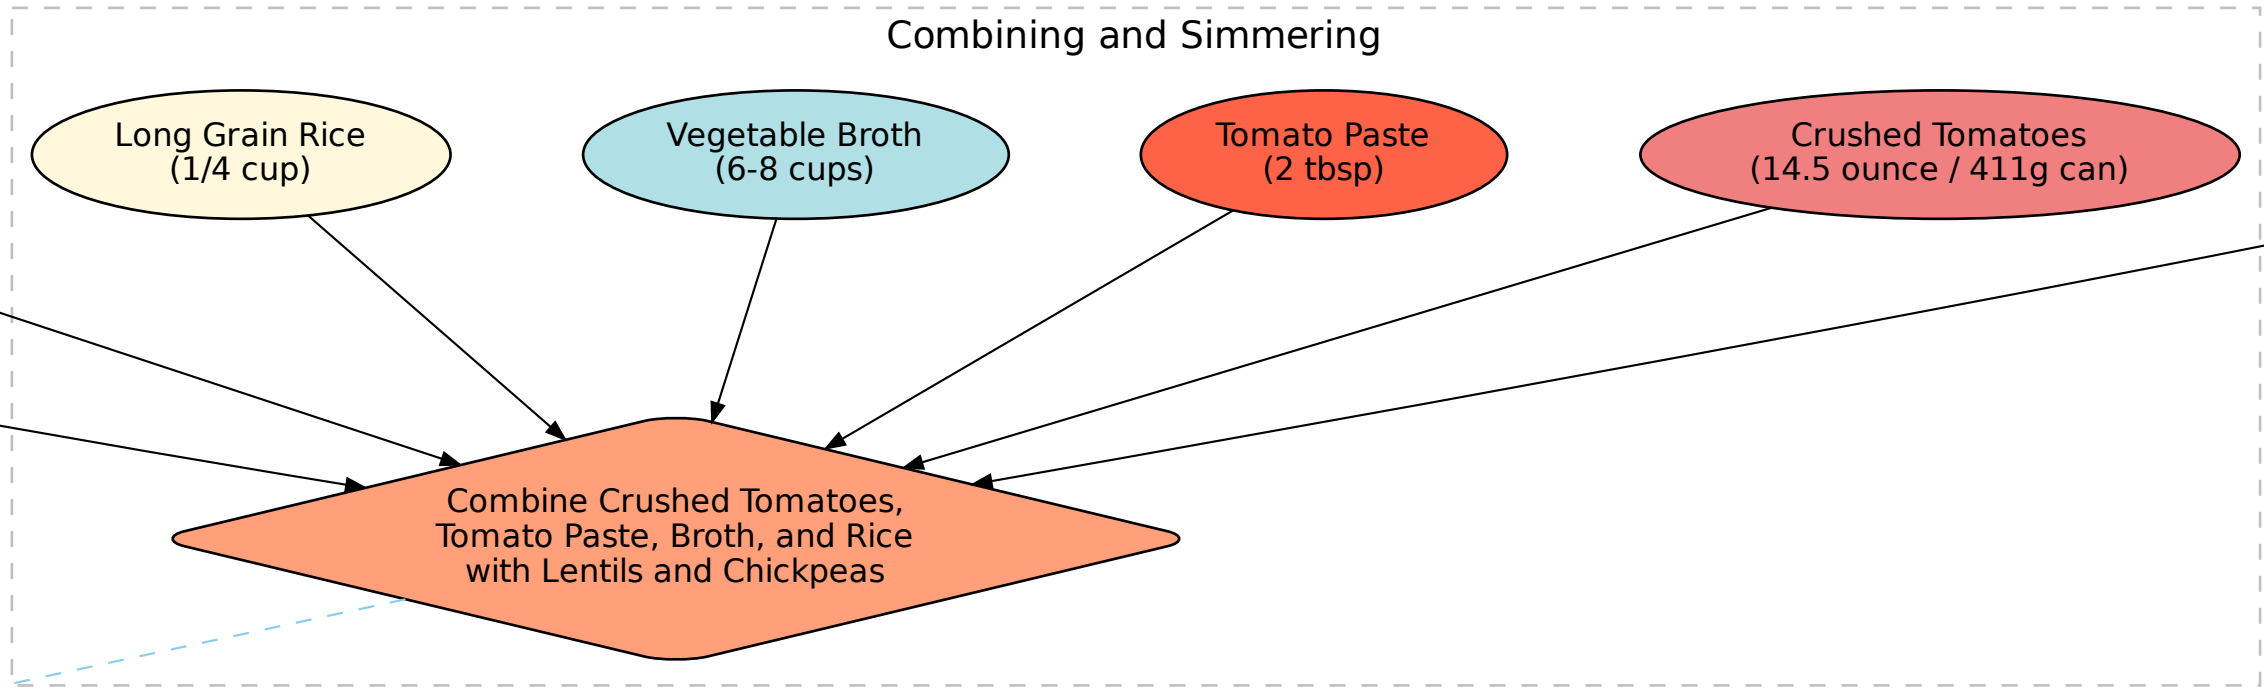 Combining and Simmering
Long Grain Rice
(1/4 cup)
Vegetable Broth
(6-8 cups)
Tomato Paste
(2 tbsp)
Crushed Tomatoes
(14.5 ounce / 411g can)
Combine Crushed Tomatoes,
Tomato Paste, Broth, and Rice
with Lentils and Chickpeas